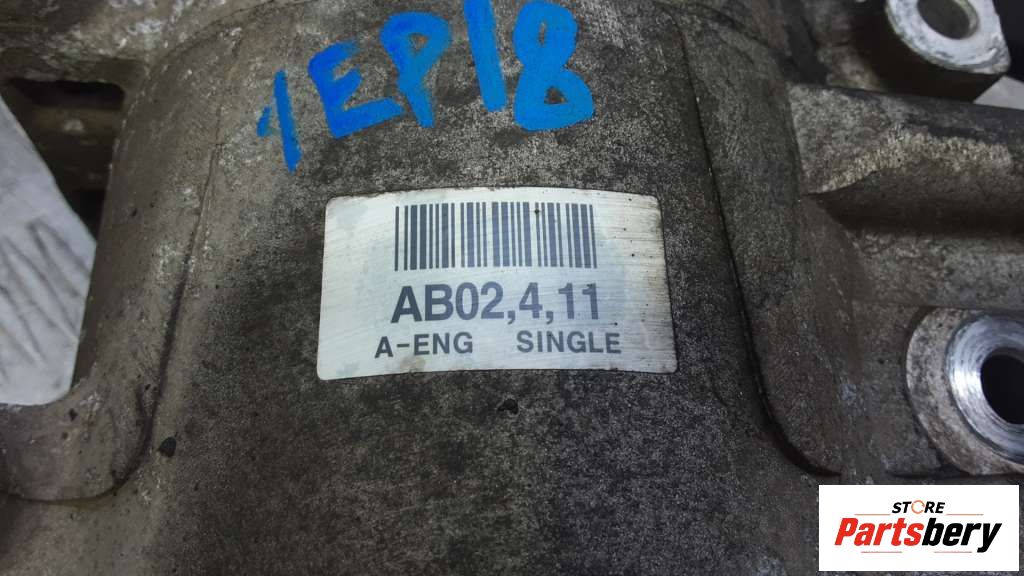 1EP18
AB02,4,11
A-ENG SINGLE
STORE
Partsbery